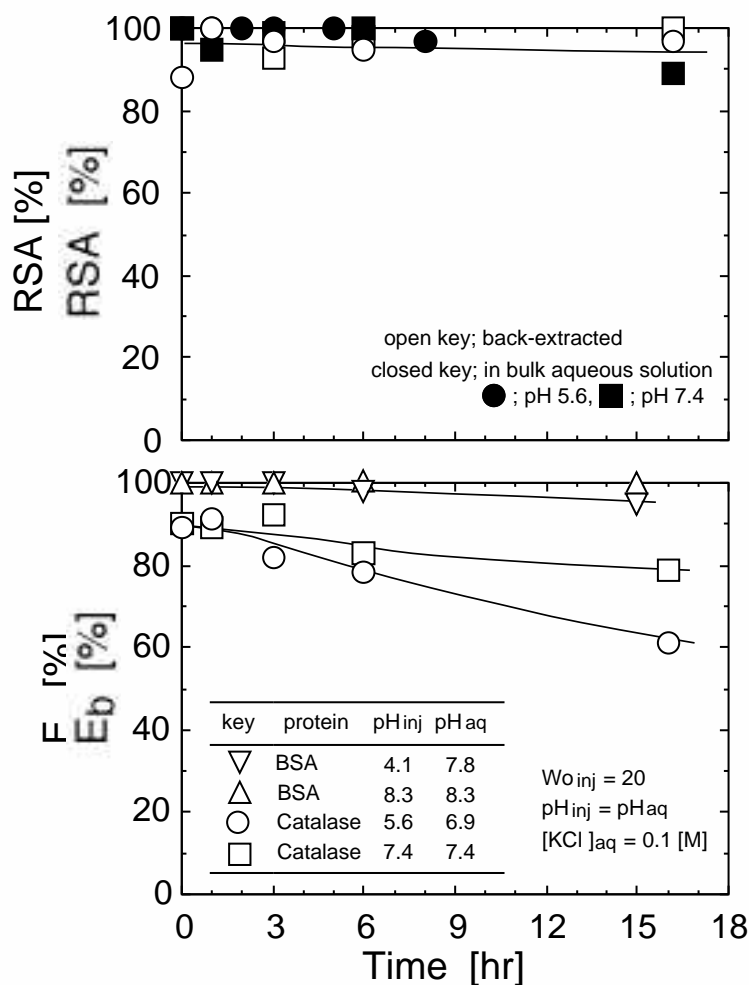 100
80
60
40
20
0
RSA [%]
RSA [%]
open key; back-extracted
closed key; in bulk aqueous solution
● ; pH 5.6, ■ ; pH 7.4
100
80
60
40
20
0
E [%]
Eb [%]
key protein pHinj pHaq
▽ BSA 4.1 7.8
△ BSA 8.3 8.3
○ Catalase 5.6 6.9
□ Catalase 7.4 7.4
Woinj = 20
pHinj = pHaq
[KCl ]aq = 0.1 [M]
0 3 6 9 12 15 18
Time [hr]